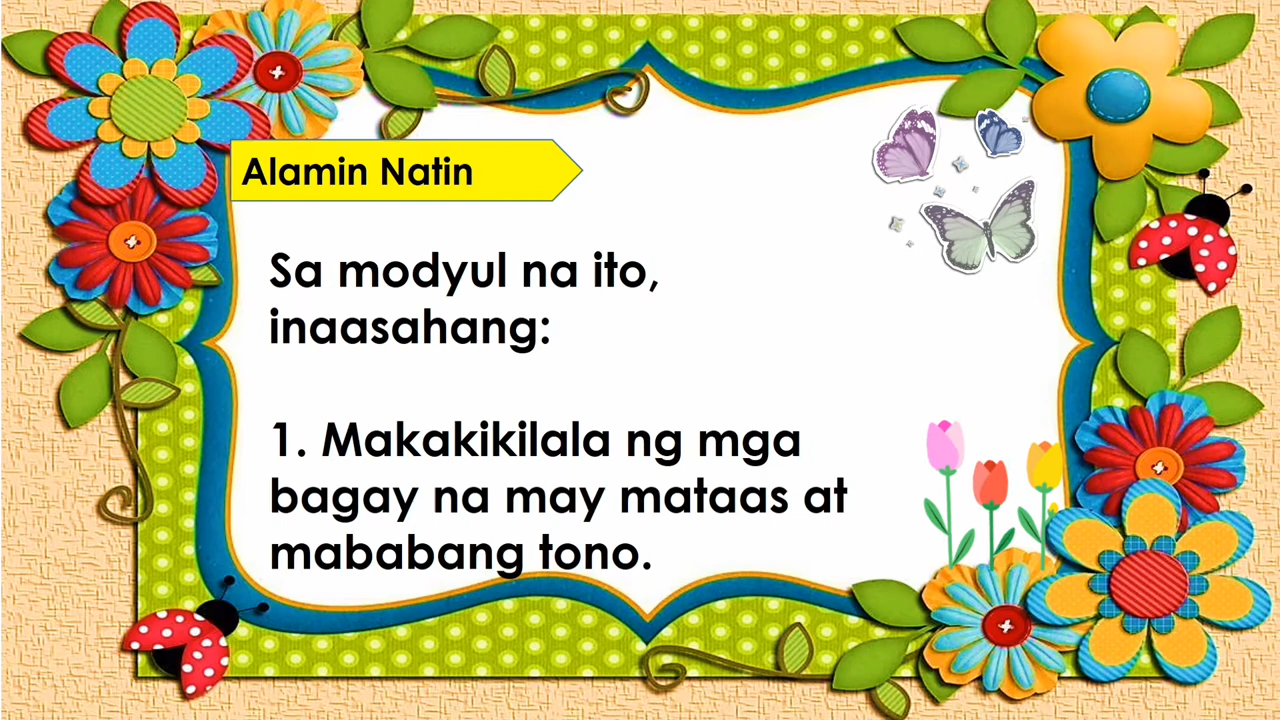 Alamin Natin
Sa modyul na ito,
inaasahang:
1. Makakikilala ng mga
bagay na may mataas at
mababang tono.